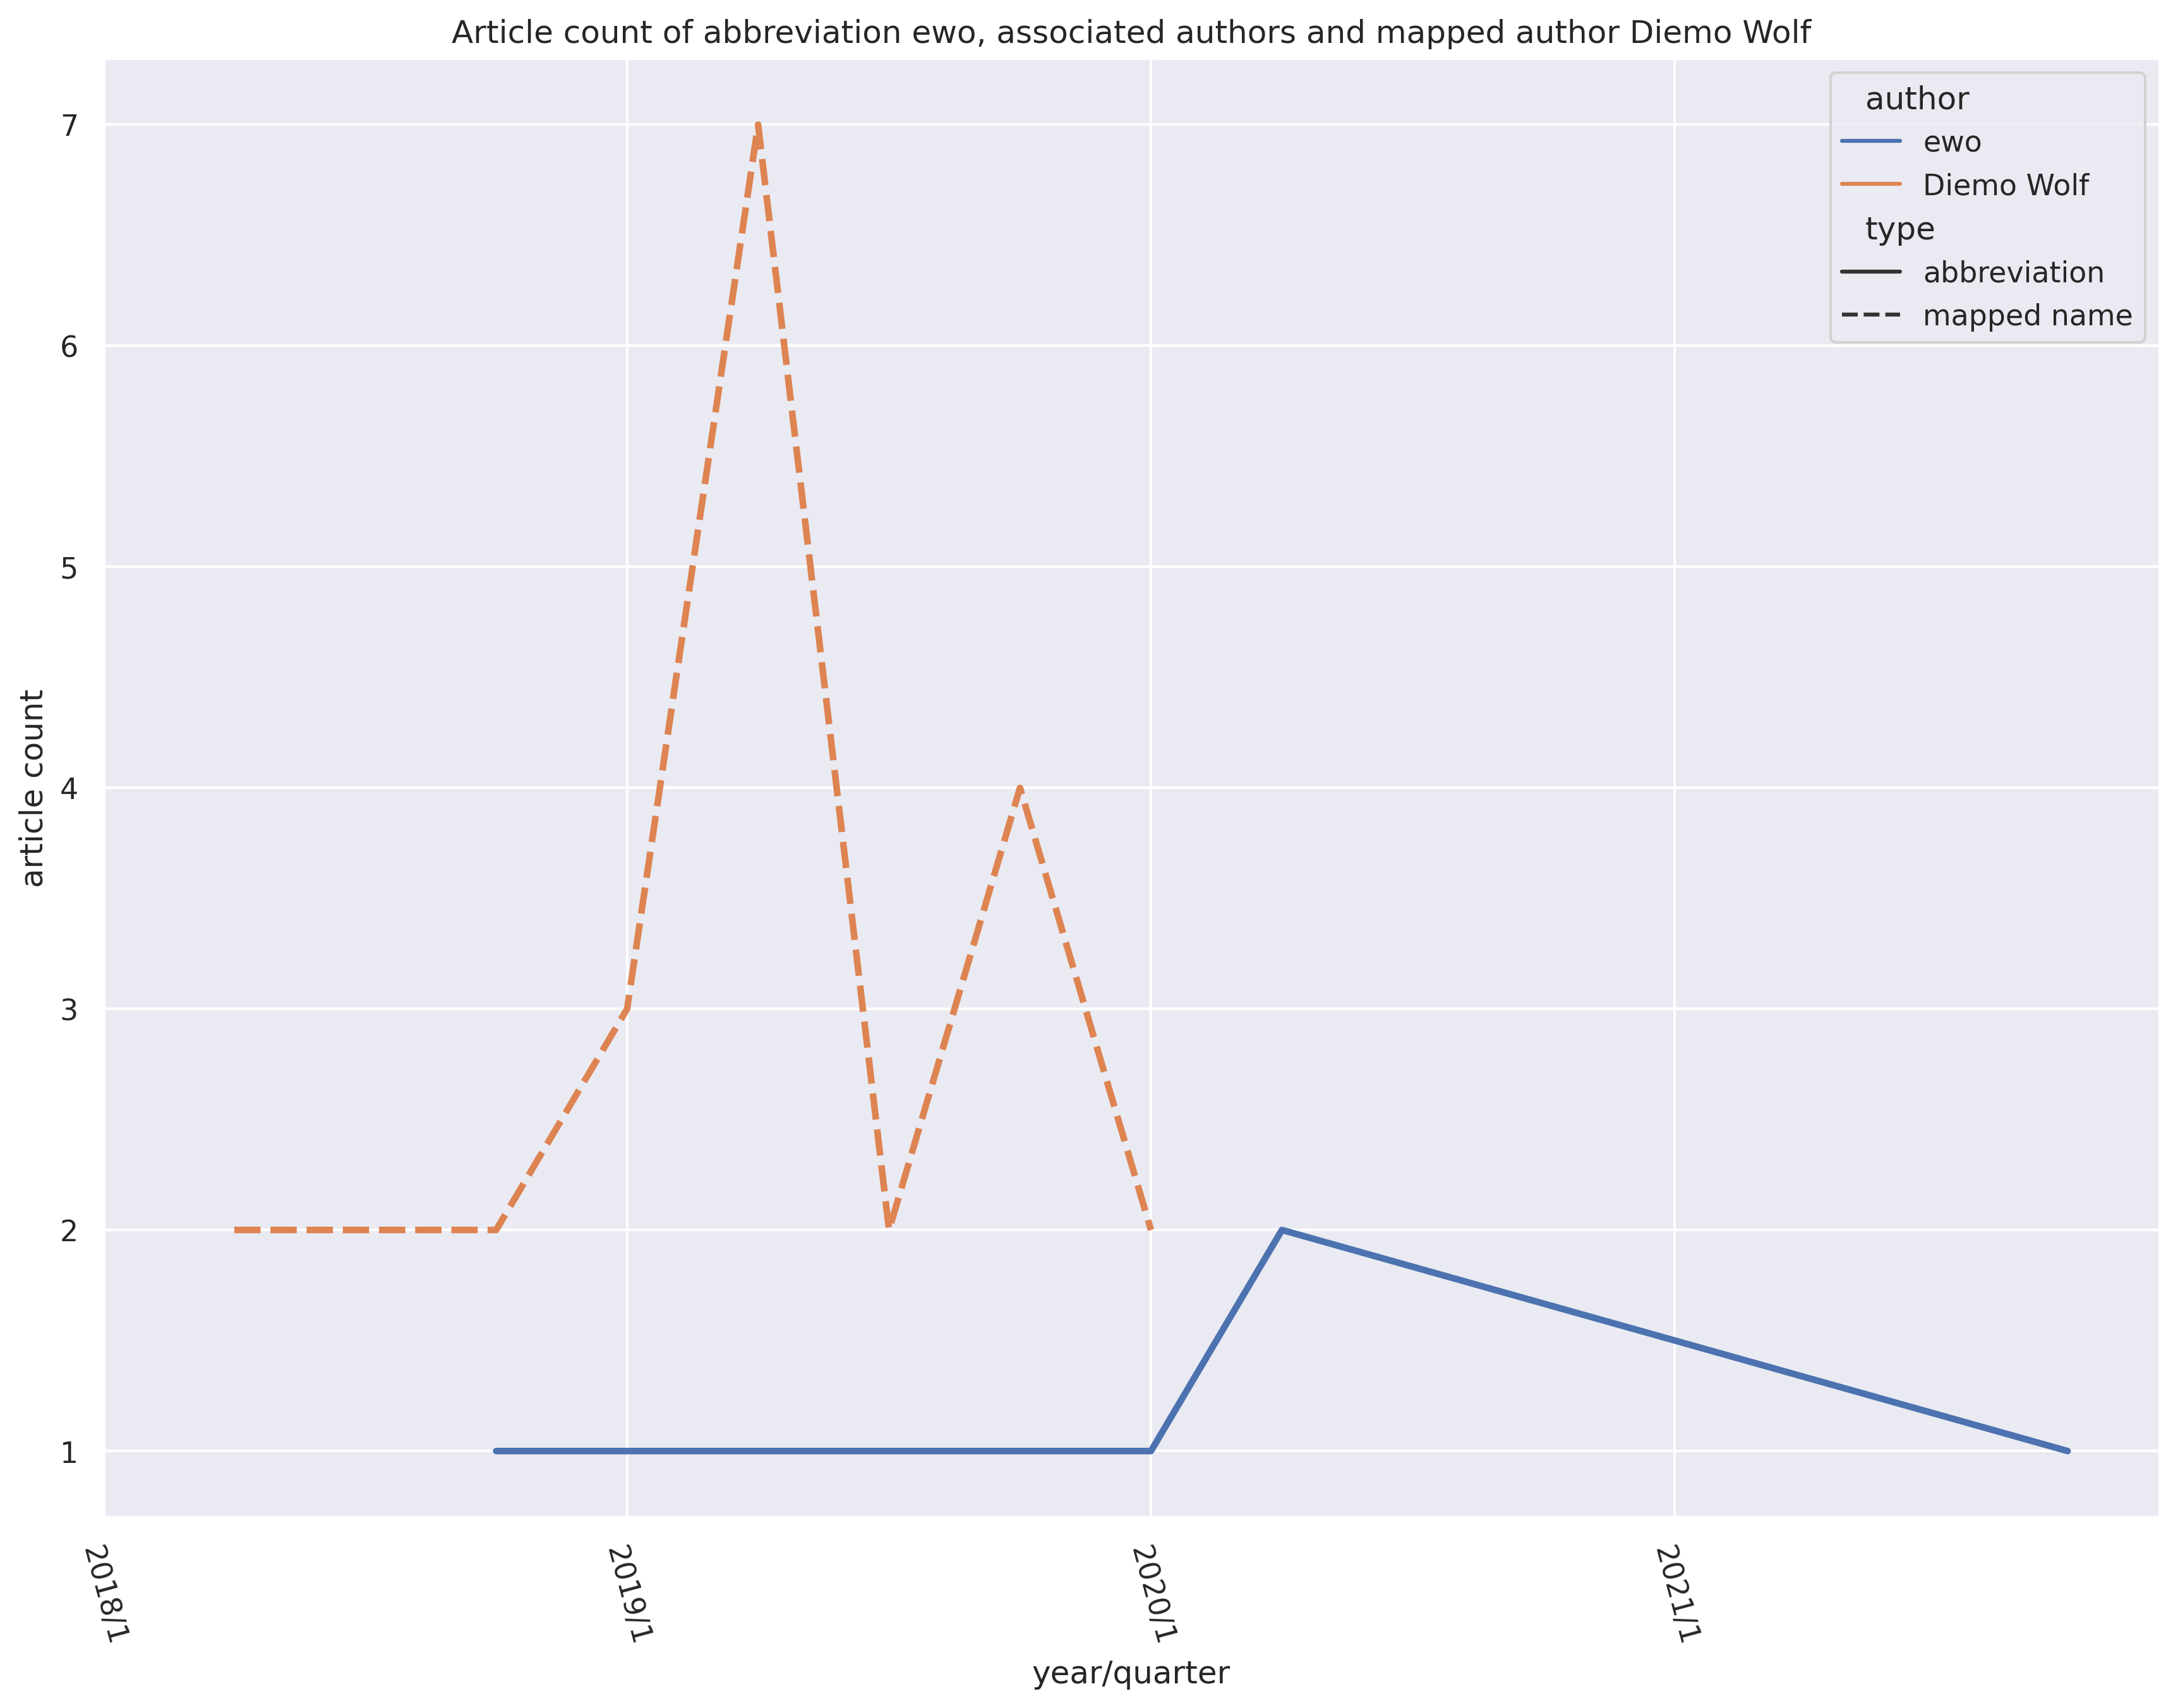 Article count of abbreviation ewo, associated authors and mapped author Diemo Wolf
author
ewo
Diemo Wolf
type
abbreviation
mapped name
7
6
5
4
3
2
1
article count
2018/1
2019/1
2020/1
2021/1
year/quarter